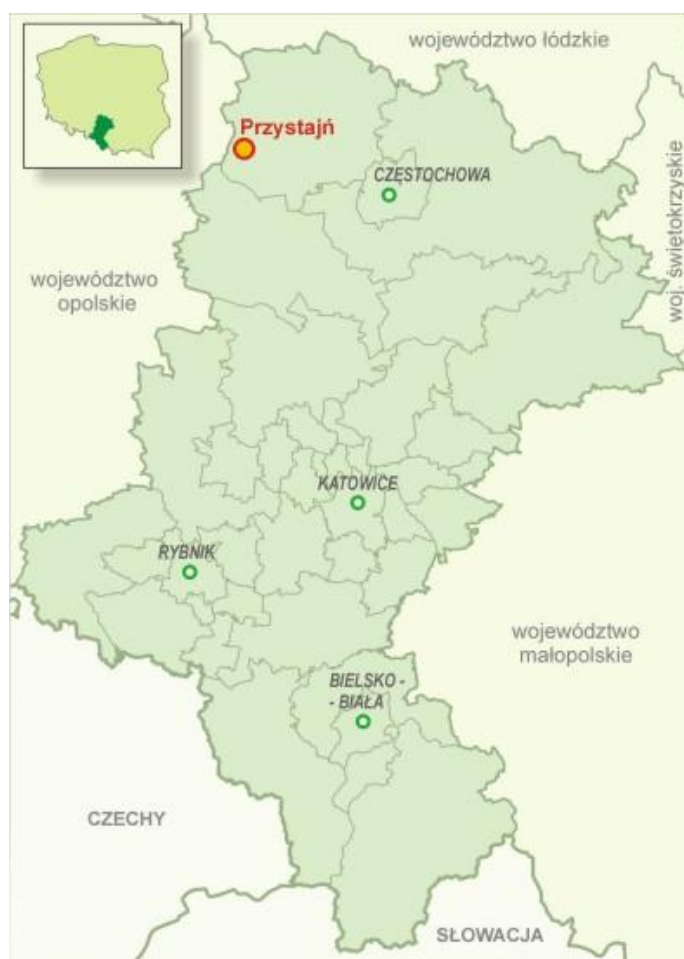 województwo łódzkie
Przystajń
CZĘSTOCHOWA
woj. świętokrzyskie
województwo
opolskie
KATOWICE
RYBNIK
województwo
małopolskie
BIELSKO -
- BIAŁA
CZECHY
SŁOWACJA